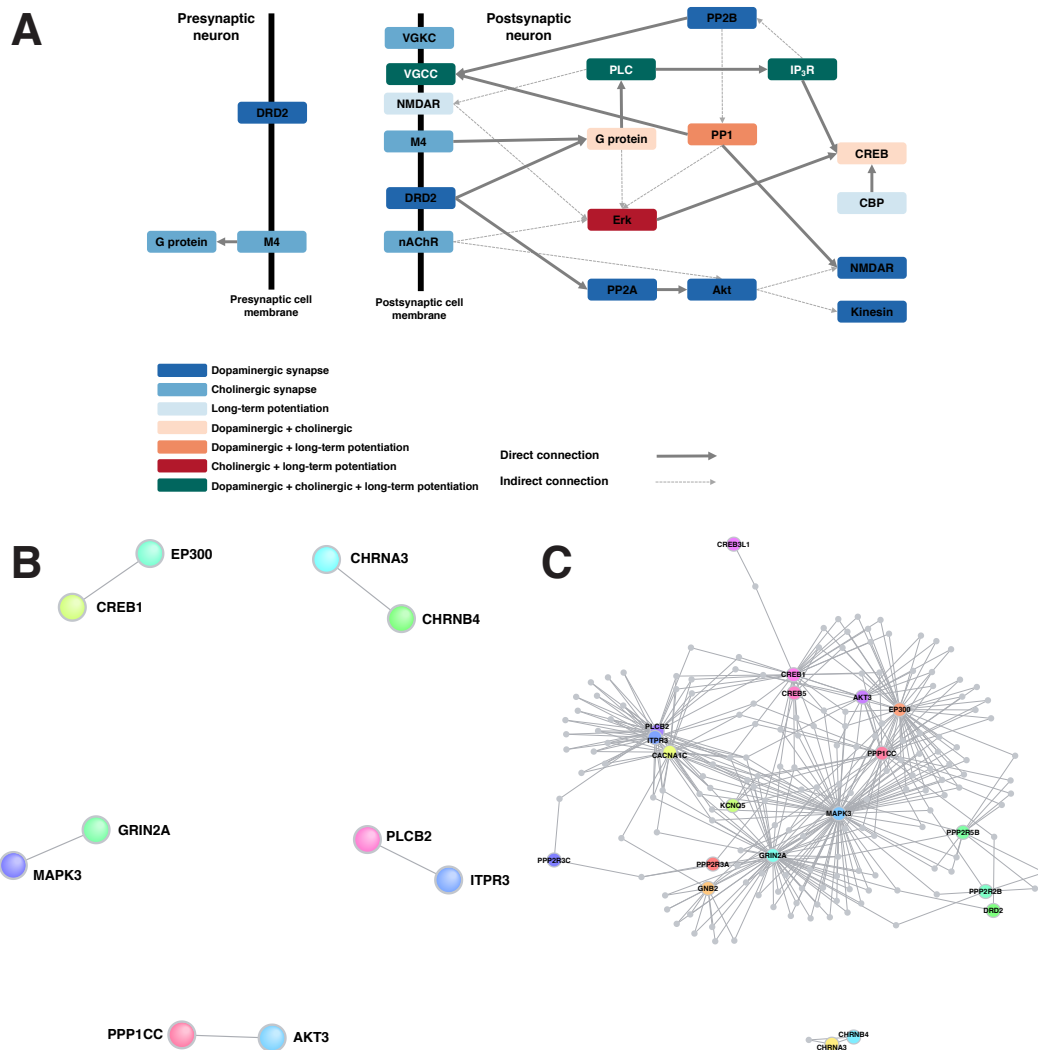 A
Presynaptic
neuron
Postsynaptic
neuron
PP2B
VGKC
VGCC
PLC
IP3R
NMDAR
DRD2
M4
G protein
PP1
CREB
DRD2
CBP
Erk
G protein
M4
nAChR
NMDAR
PP2A
Akt
Kinesin
Presynaptic cell
membrane
Postsynaptic cell
membrane
Dopaminergic synapse
Cholinergic synapse
Long-term potentiation
Dopaminergic + cholinergic
Dopaminergic + long-term potentiation
Cholinergic + long-term potentiation
Dopaminergic + cholinergic + long-term potentiation
Direct connection
Indirect connection
B
EP300
CREB1
CHRNA3
CHRNB4
GRIN2A
MAPK3
PLCB2
ITPR3
PPP1CC
AKT3
C
CREB3L1
CREB1
CREB5
AKT3
EP300
PLCB2
ITPR3
CACNA1C
PPP1CC
KCNQ5
MAPK3
PPP2R5B
GRIN2A
PPP2R3C
PPP2R3A
GNB2
PPP2R2B
DRD2
CHRNB4
CHRNA3